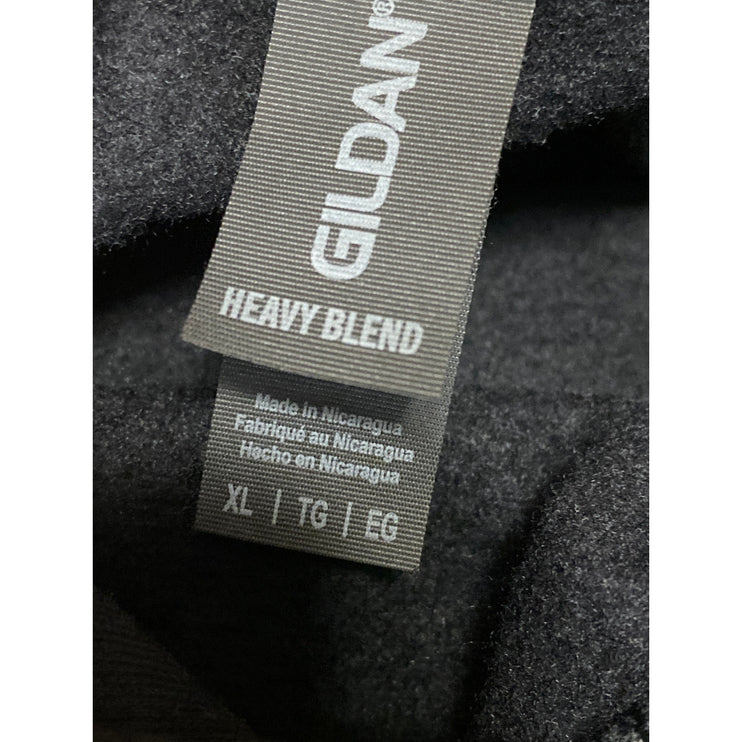 GILDAN®
HEAVY BLEND
Made in Nicaragua
Fabriqué au Nicaragua
Hecho en Nicaragua
XL | TG | EG